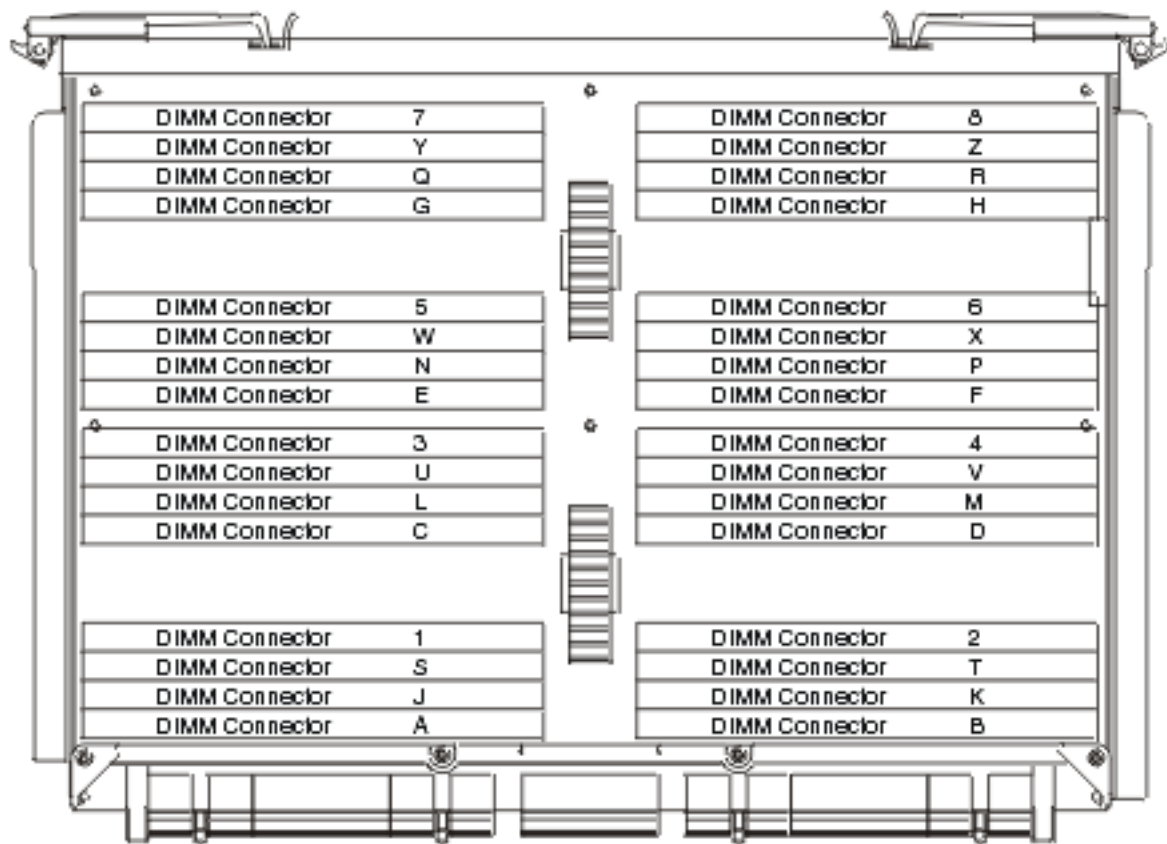 DIMM Connector 7 DIMM Connector 8
DIMM Connector Y DIMM Connector Z
DIMM Connector Q DIMM Connector R
DIMM Connector G DIMM Connector H
DIMM Connector 5 DIMM Connector 6
DIMM Connector W DIMM Connector X
DIMM Connector N DIMM Connector P
DIMM Connector E DIMM Connector F
DIMM Connector 3 DIMM Connector 4
DIMM Connector U DIMM Connector V
DIMM Connector L DIMM Connector M
DIMM Connector C DIMM Connector D
DIMM Connector 1 DIMM Connector 2
DIMM Connector S DIMM Connector T
DIMM Connector J DIMM Connector K
DIMM Connector A DIMM Connector B